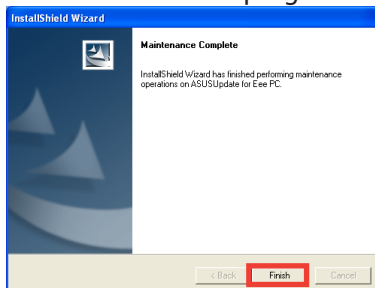 InstallShield Wizard
Maintenance Complete
InstallShield Wizard has finished performing maintenance
operations on ASUSUpdate for Eee PC.
< Back Finish Cancel